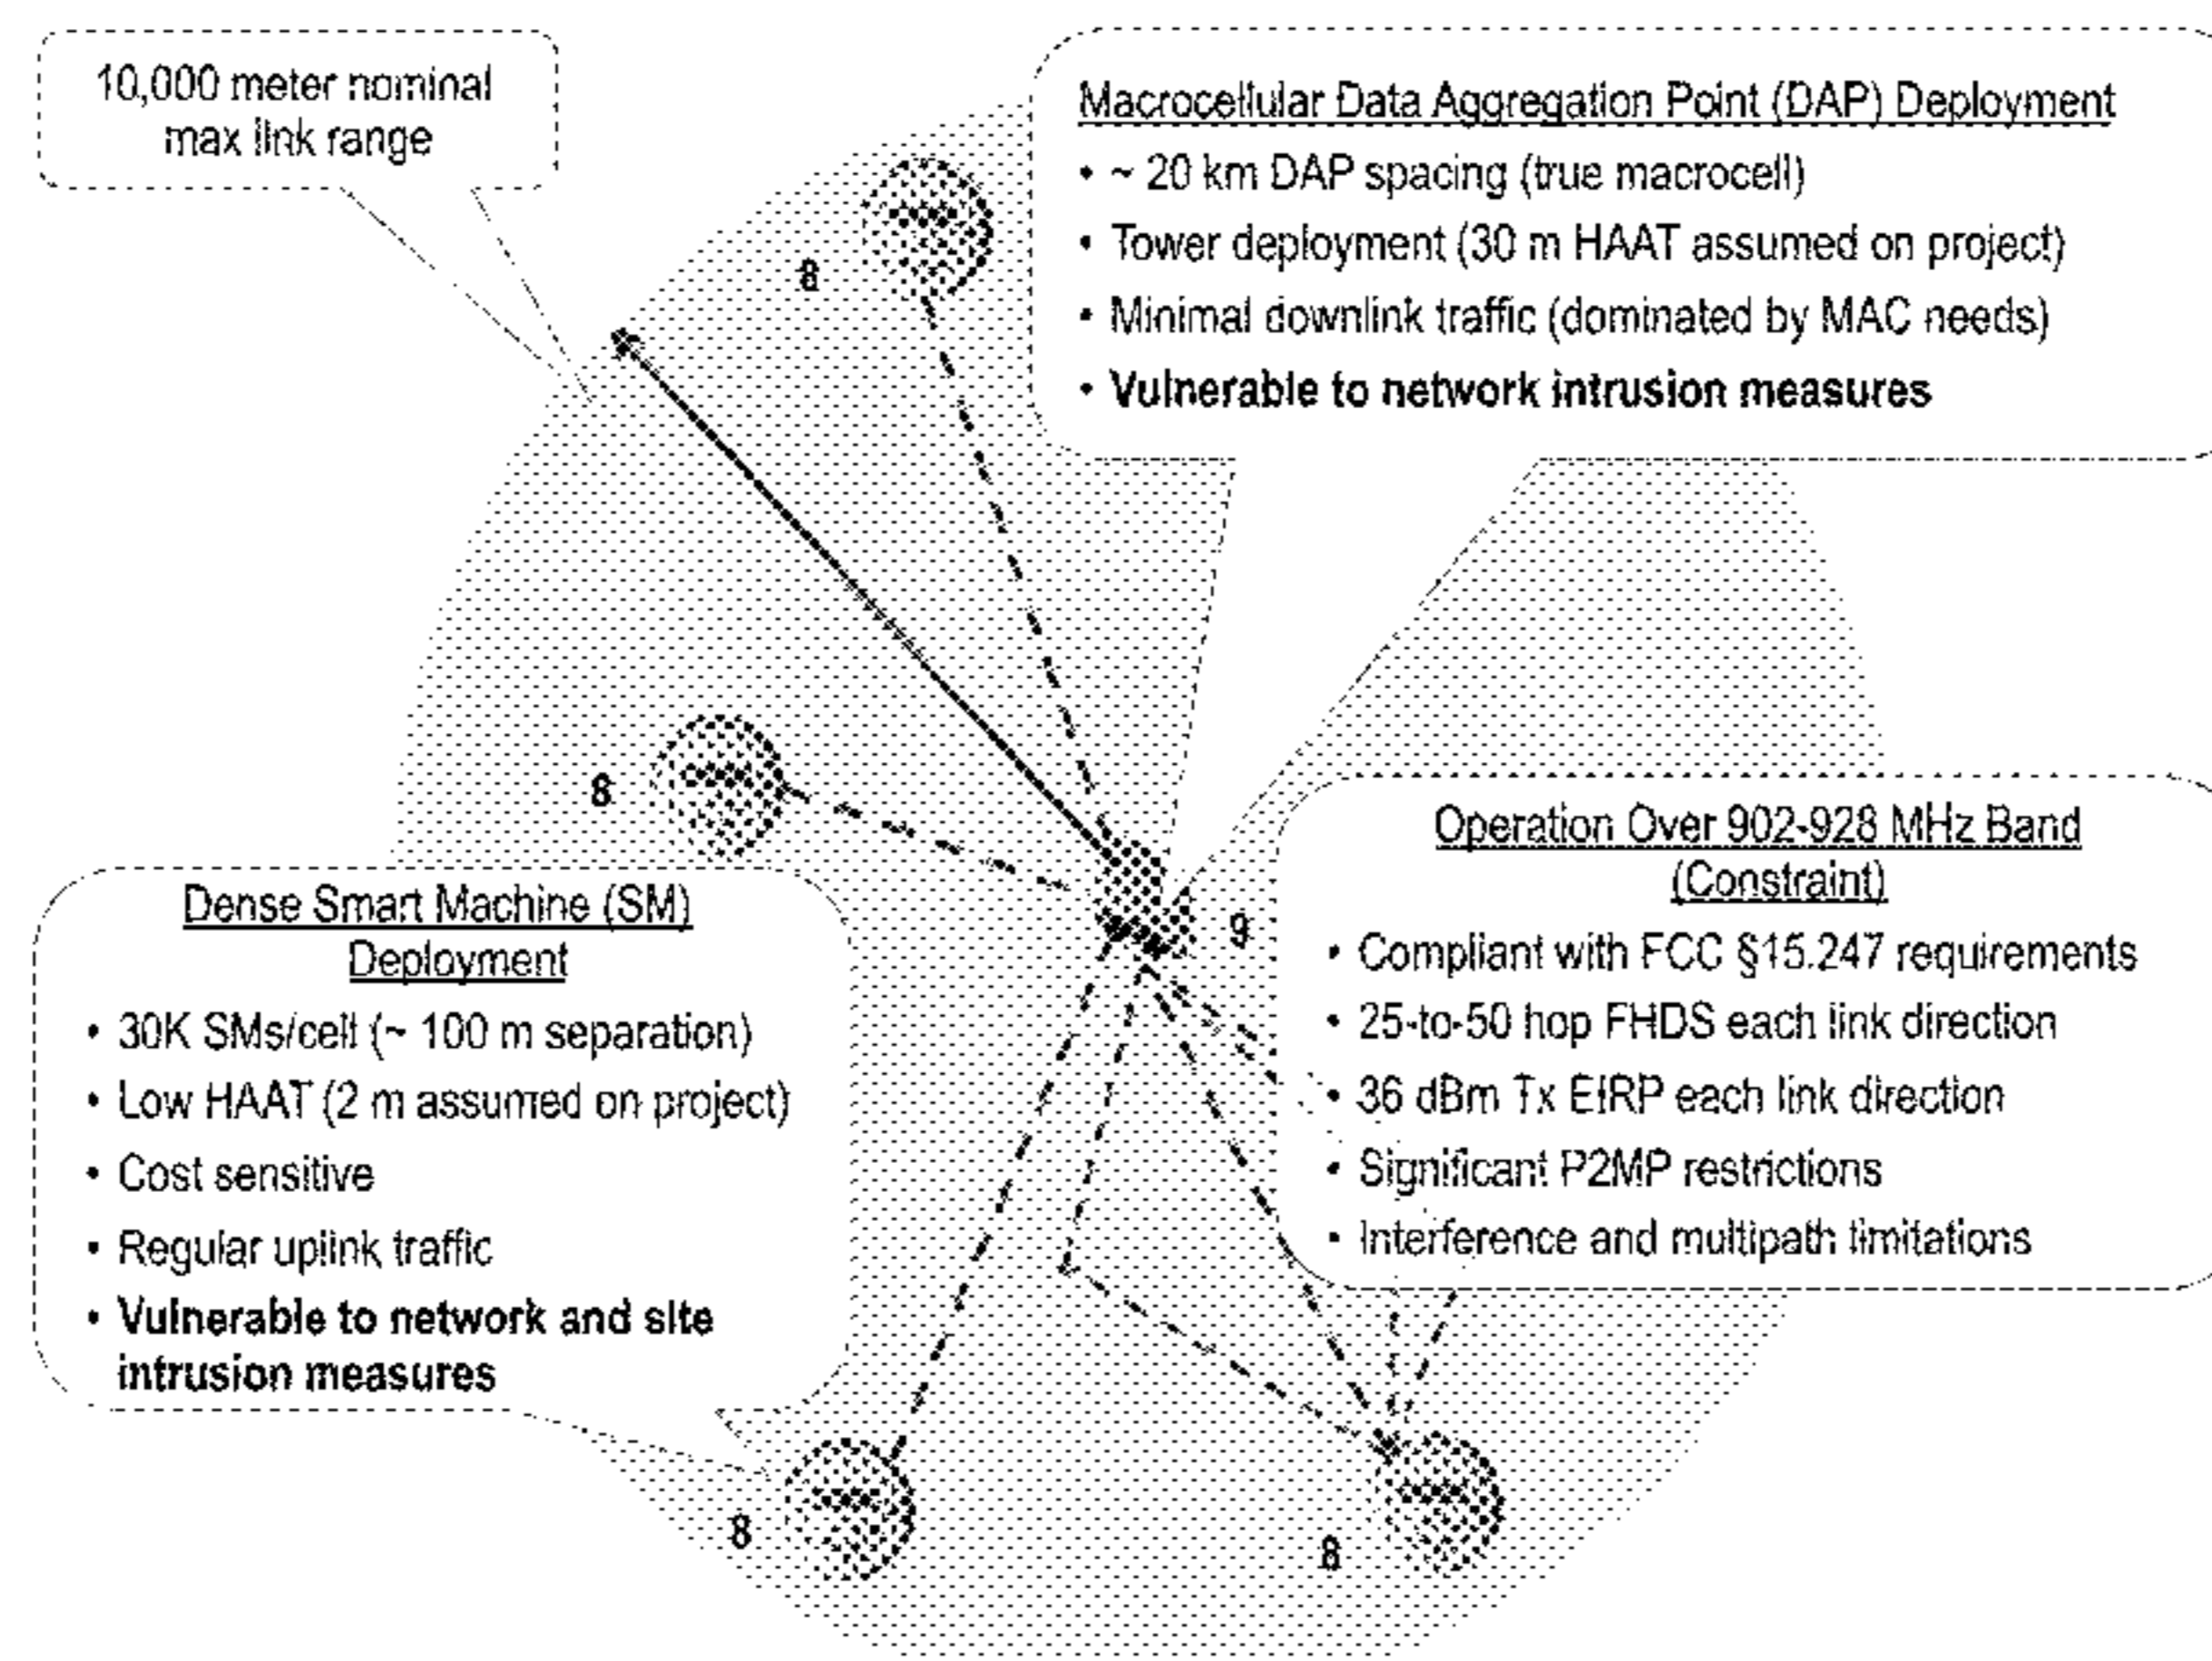 10,000 meter nominal
max link range
Macrocellular Data Aggregation Point (DAP) Deployment
• ~ 20 km DAP spacing (true macrocell)
• Tower deployment (30 m HAAT assumed on project)
• Minimal downlink traffic (dominated by MAC needs)
• Vulnerable to network intrusion measures
8
8
9
Operation Over 902-928 MHz Band
(Constraint)
• Compliant with FCC §15.247 requirements
• 25-to-50 hop FHDS each link direction
• 36 dBm Tx EIRP each link direction
• Significant P2MP restrictions
• Interference and multipath limitations
Dense Smart Machine (SM)
Deployment
• 30K SMs/cell (~ 100 m separation)
• Low HAAT (2 m assumed on project)
• Cost sensitive
• Regular uplink traffic
• Vulnerable to network and site
intrusion measures
8
8